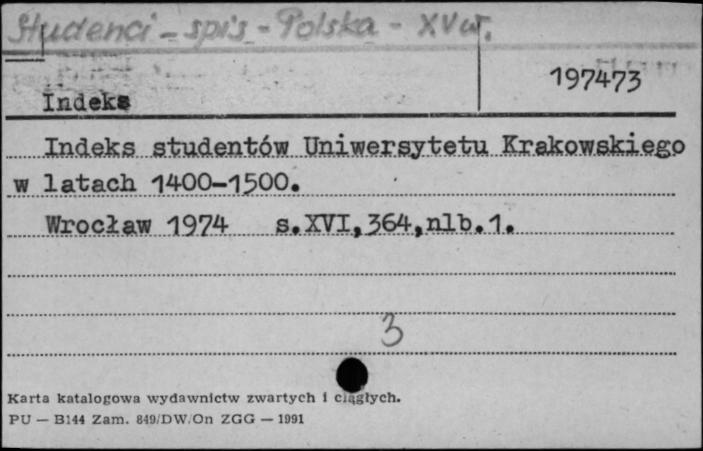 Studenci - spis - Polska - XV w.
197473
Indeks
Indeks studentów Uniwersytetu Krakowskiego
w latach 1400-1500.
Wrocław 1974 s.XVI,364,nlb.1.
3
Karta katalogowa wydawnictw zwartych i ciągłych.
PU — B144 Zam. 849/DW/On ZGG — 1991